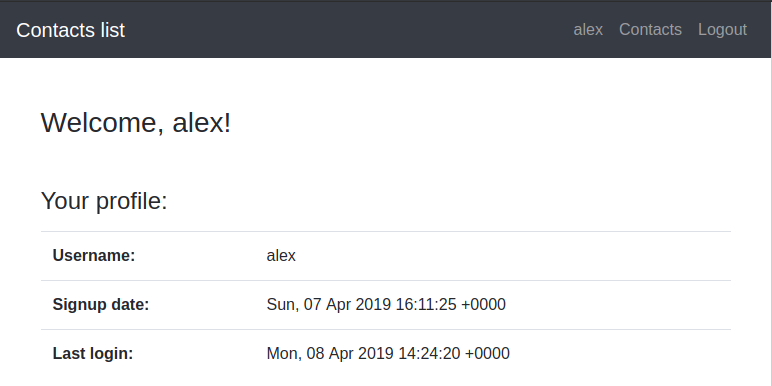 Contacts list alex Contacts Logout
Welcome, alex!
Your profile:
Username: alex
Signup date: Sun, 07 Apr 2019 16:11:25 +0000
Last login: Mon, 08 Apr 2019 14:24:20 +0000